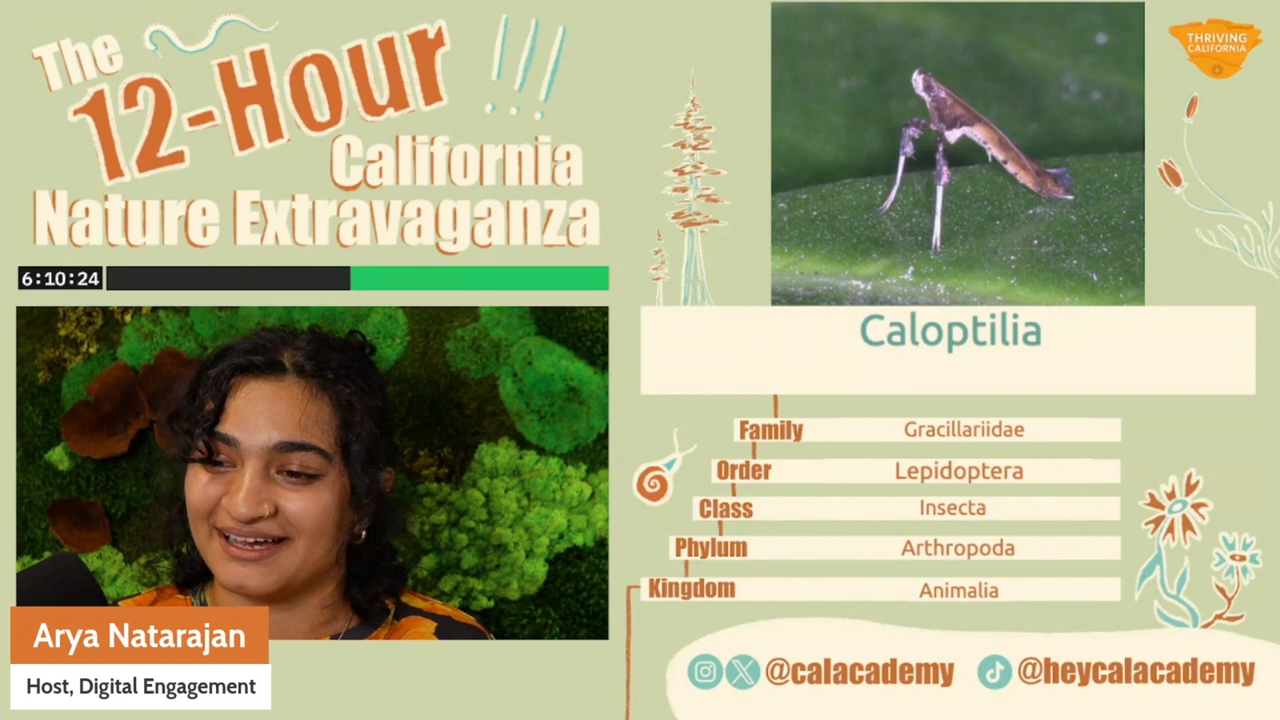 The
12-Hour !!!
California
Nature Extravaganza
6:10:24
Arya Natarajan
Host, Digital Engagement
THRIVING
CALIFORNIA
Caloptilia
Family Gracillariidae
Order Lepidoptera
Class Insecta
Phylum Arthropoda
Kingdom Animalia
@calacademy @heycalacademy